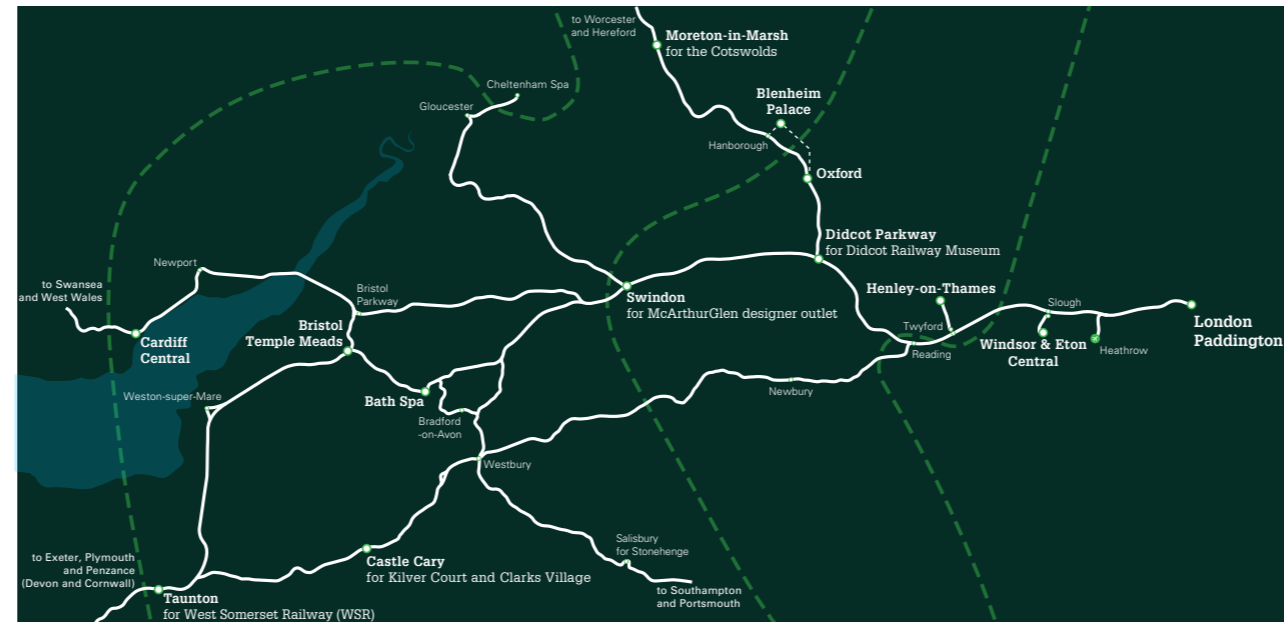 to Worcester
and Hereford
Moreton-in-Marsh
for the Cotswolds
Cheltenham Spa
Gloucester
Blenheim
Palace
Hanborough
Oxford
Didcot Parkway
for Didcot Railway Museum
Newport
to Swansea
and West Wales
Bristol
Parkway
Swindon
for McArthurGlen designer outlet
Henley-on-Thames
Slough
Twyford
Reading
Windsor & Eton
Central
Heathrow
London
Paddington
Cardiff
Central
Bristol
Temple Meads
Weston-super-Mare
Bath Spa
Bradford
-on-Avon
Newbury
Westbury
Salisbury
for Stonehenge
to Southampton
and Portsmouth
Castle Cary
for Kilver Court and Clarks Village
to Exeter, Plymouth
and Penzance
(Devon and Cornwall)
Taunton
for West Somerset Railway (WSR)